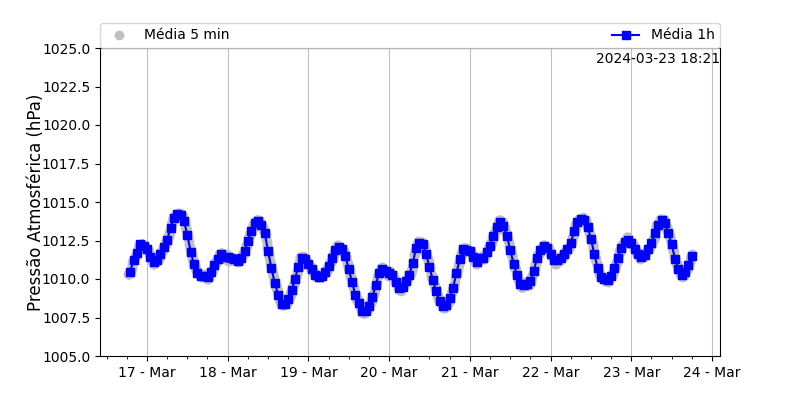 Média 5 min
Média 1h
2024-03-23 18:21
Pressão Atmosférica (hPa)
1025.0
1022.5
1020.0
1017.5
1015.0
1012.5
1010.0
1007.5
1005.0
17 - Mar
18 - Mar
19 - Mar
20 - Mar
21 - Mar
22 - Mar
23 - Mar
24 - Mar